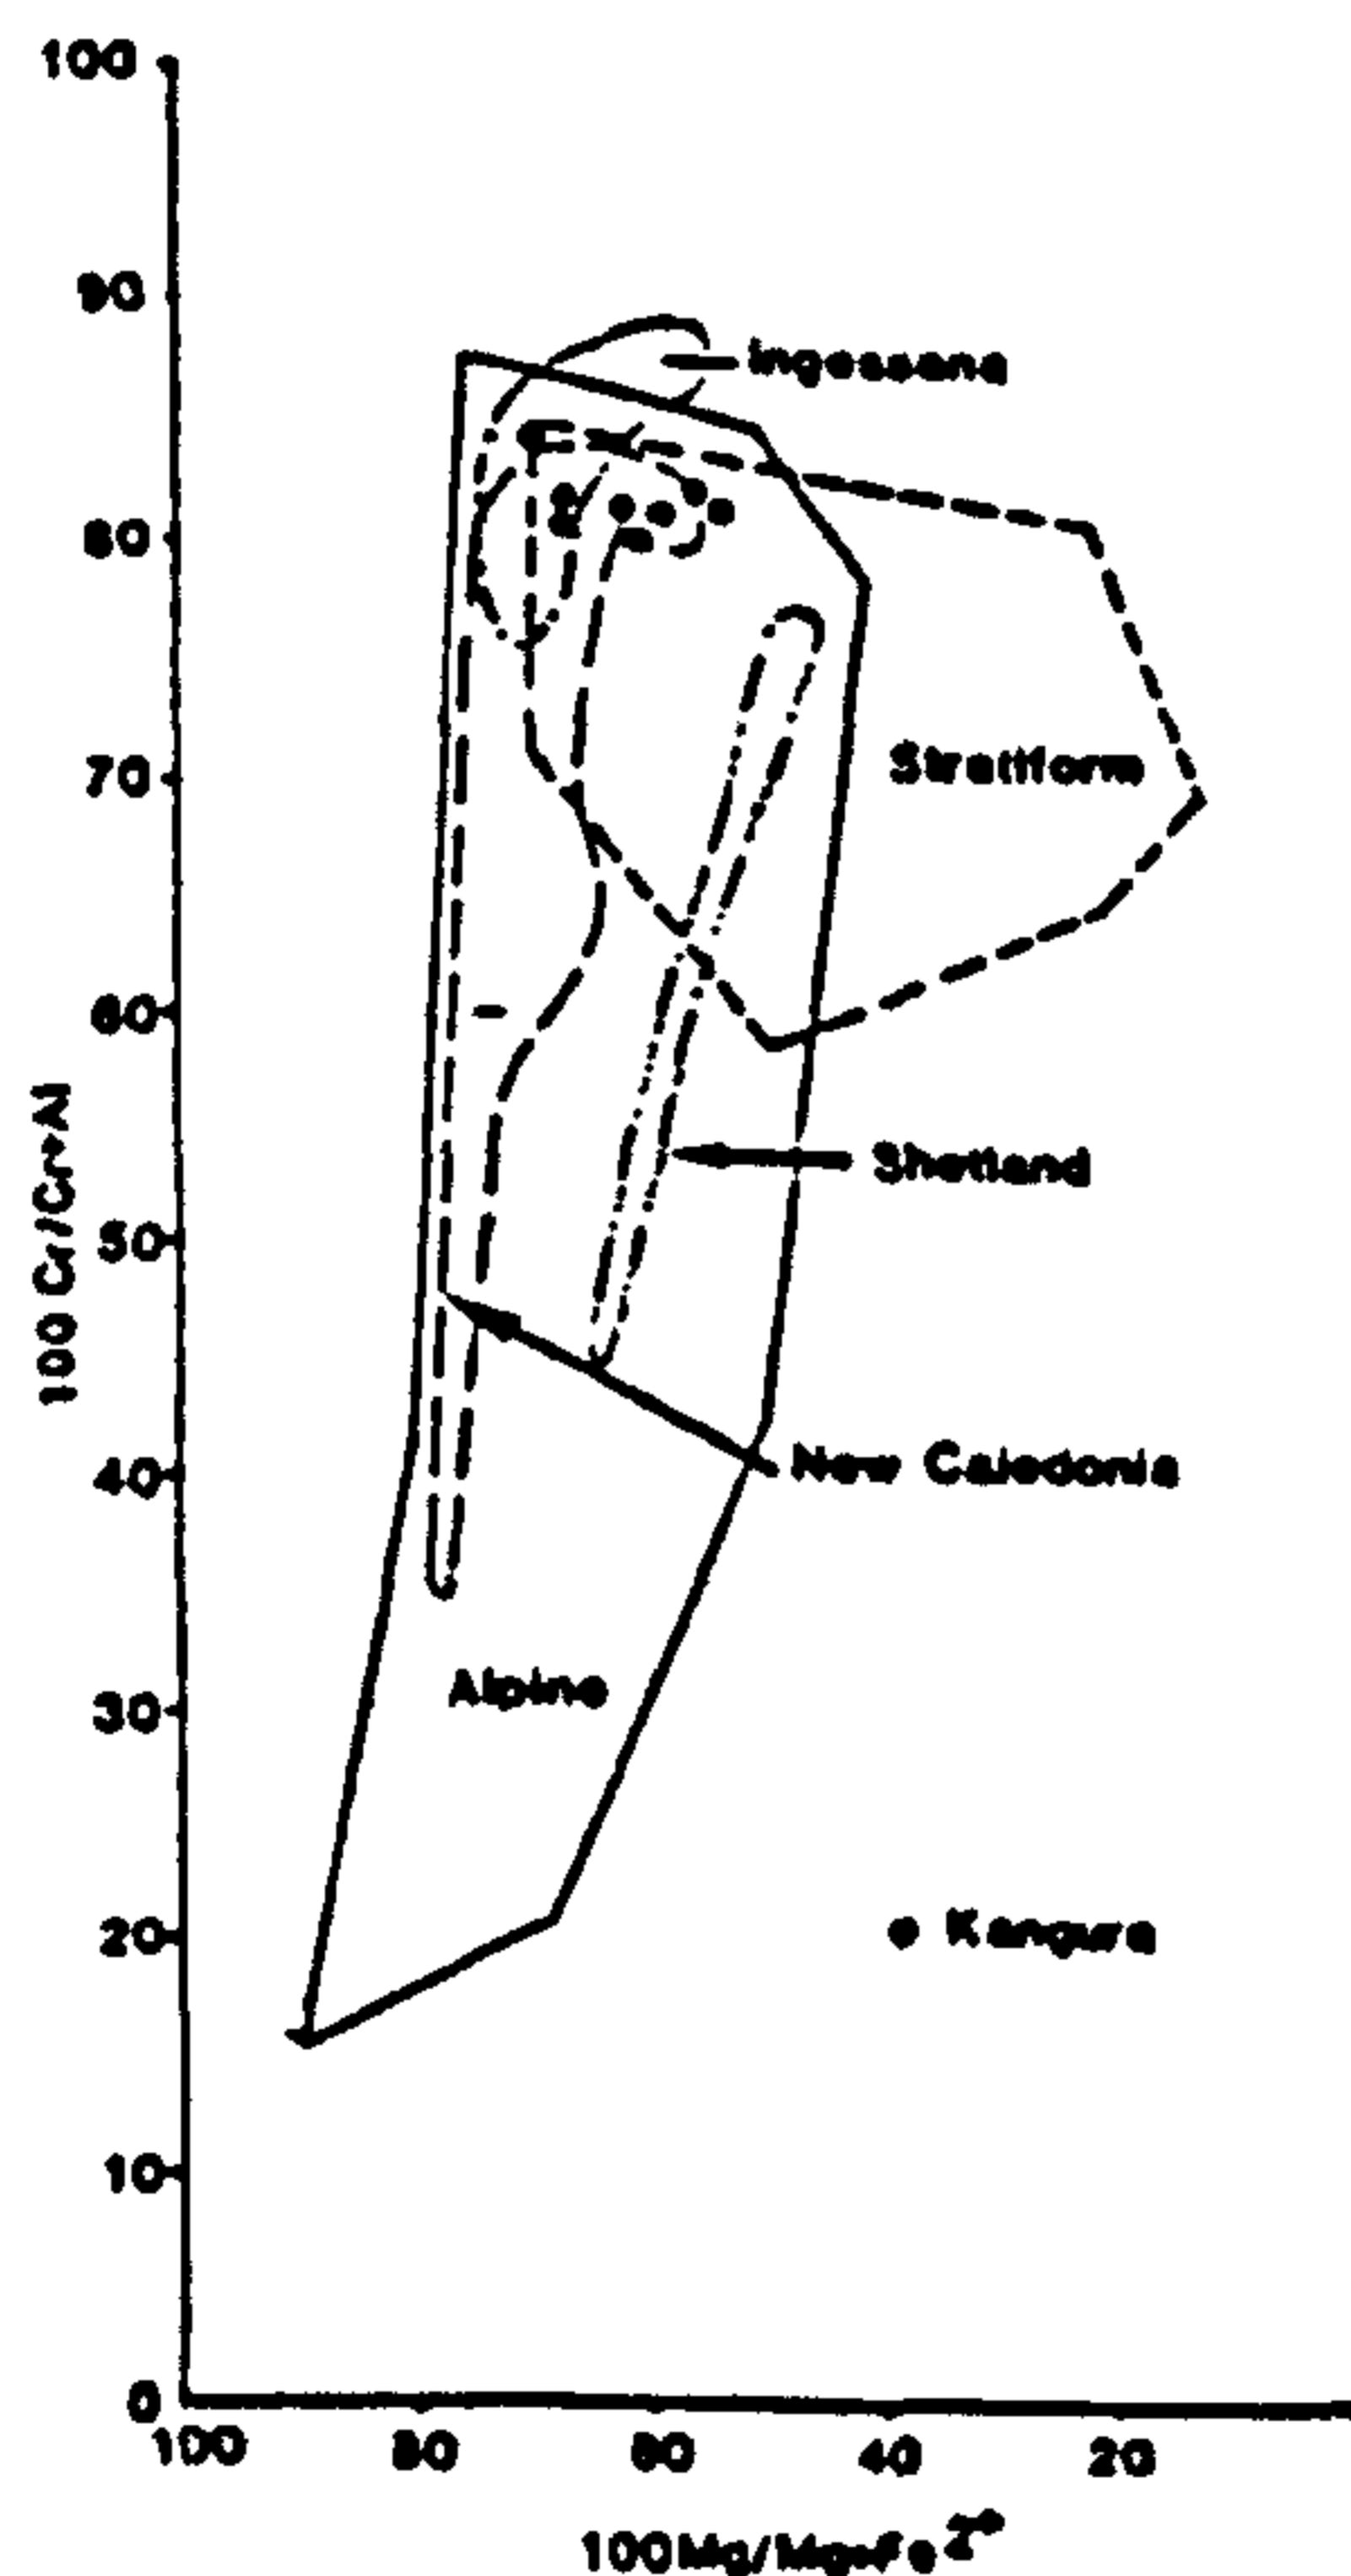 100
90
Ingessana
80
70
Stratiform
60
Shetland
50
100 Cr/Cr+Al
40
New Caledonia
30
Alpine
20
Kangura
10
0
100 80 60 40 20
100Mg/Mg+Fe2+